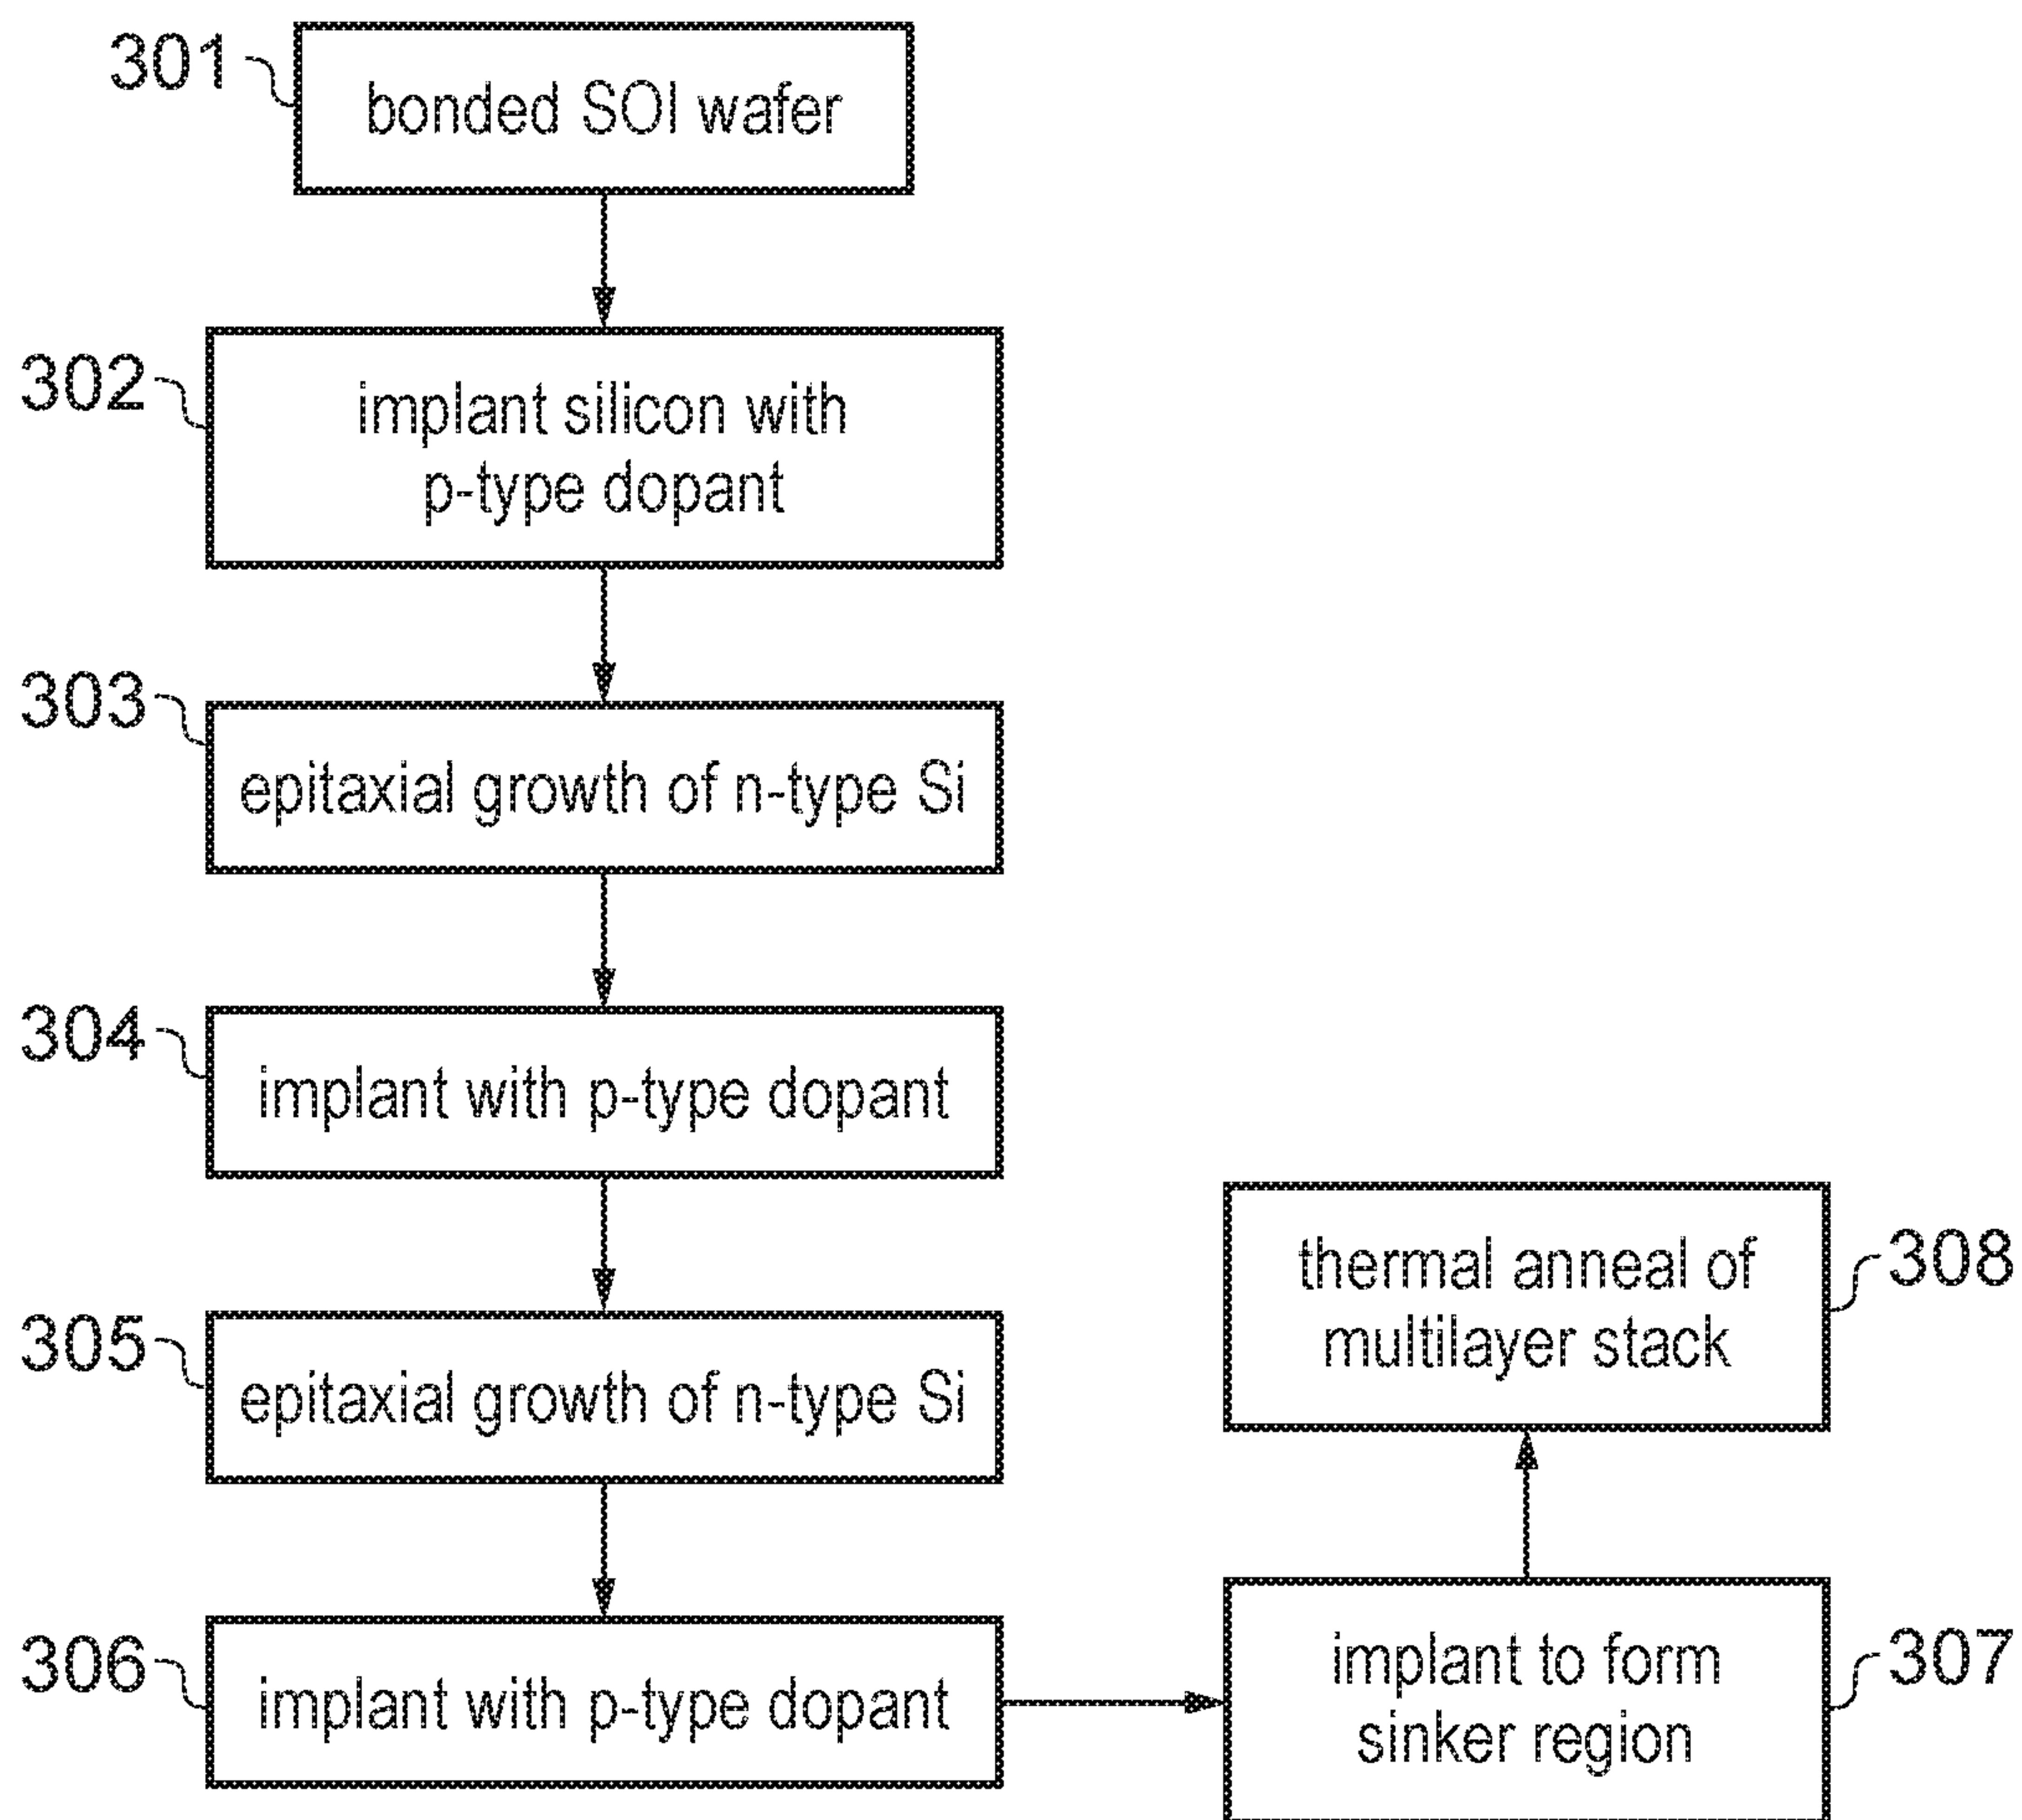 301
bonded SOI wafer
302
implant silicon with
p-type dopant
303
epitaxial growth of n-type Si
304
implant with p-type dopant
305
epitaxial growth of n-type Si
306
implant with p-type dopant
307
implant to form
sinker region
308
thermal anneal of
multilayer stack